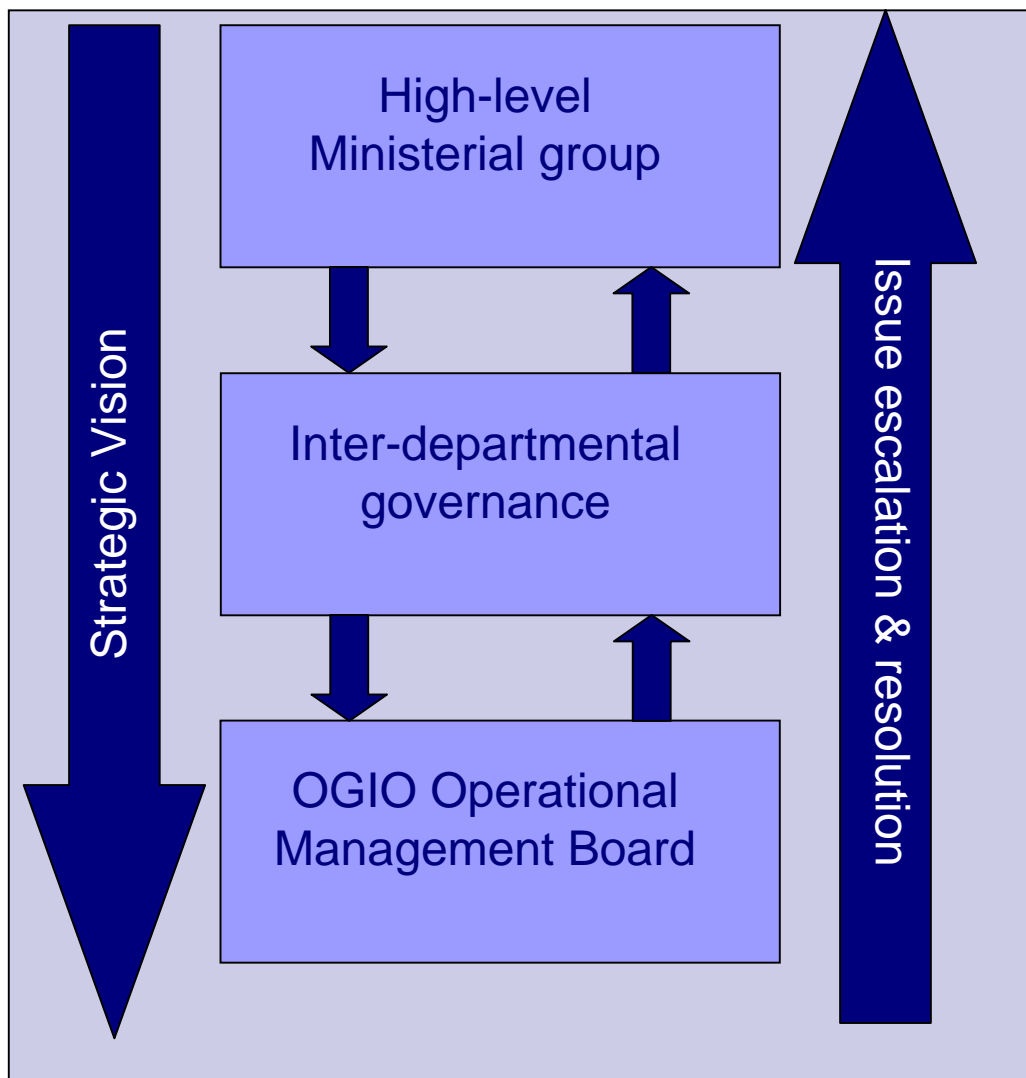 High-level
Ministerial group
Strategic Vision
Issue escalation & resolution
Inter-departmental
governance
OGIO Operational
Management Board